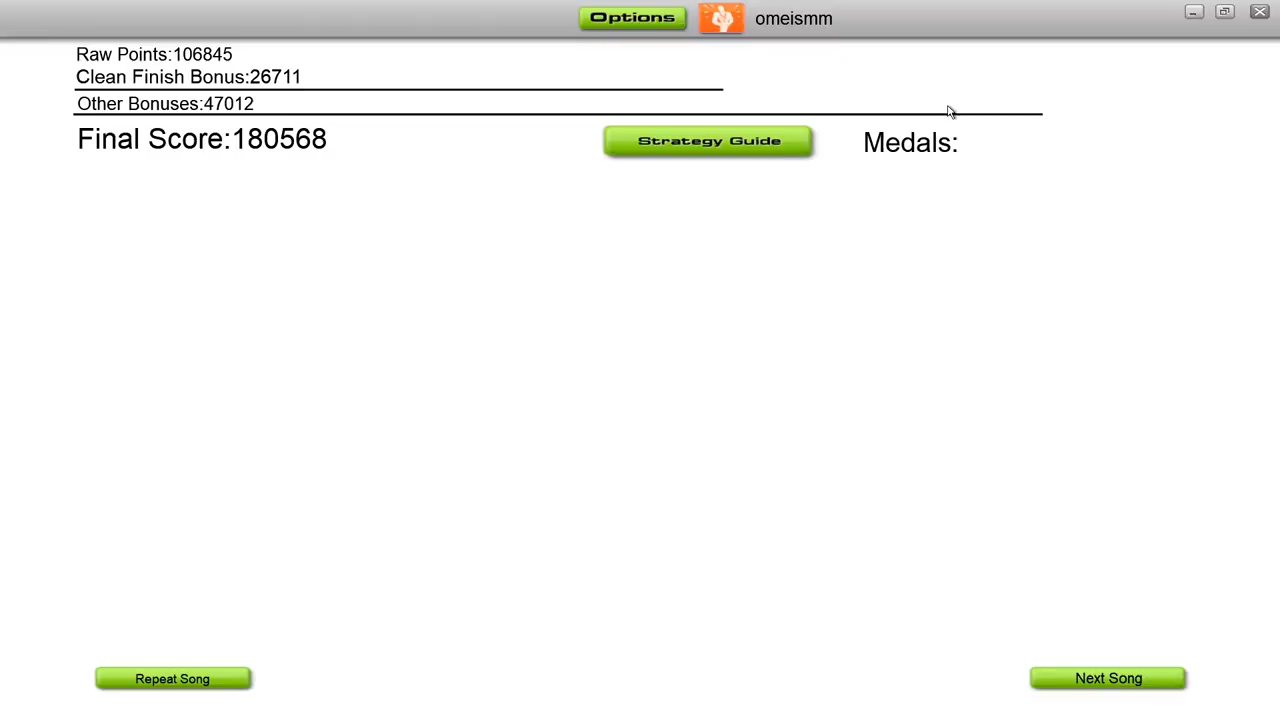 Options
omeismm
Raw Points:106845
Clean Finish Bonus:26711
Other Bonuses:47012
Final Score:180568
Strategy Guide
Medals:
Repeat Song
Next Song